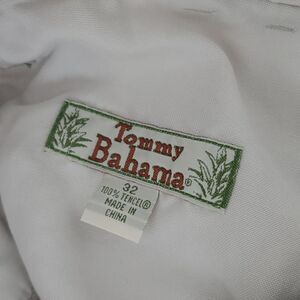 Tommy
Bahama®
32
100% TENCEL®
MADE IN
CHINA